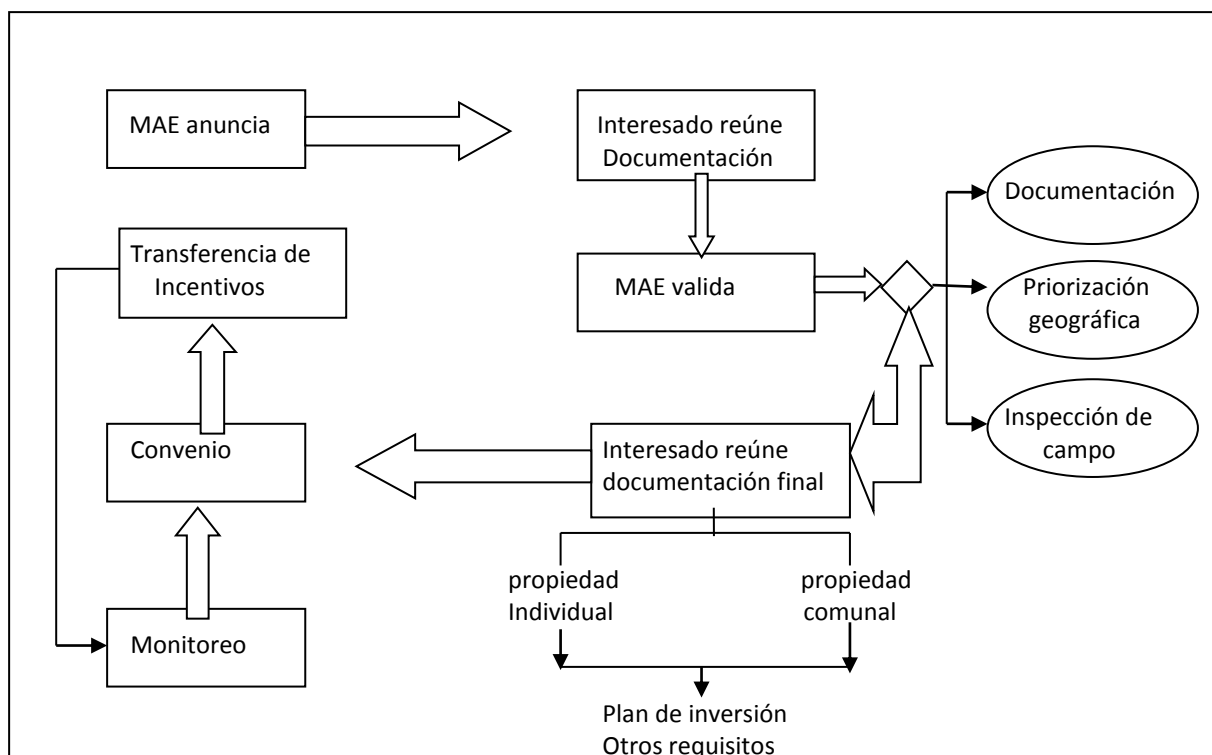 MAE anuncia
Interesado reúne
Documentación
Documentación
Transferencia de
Incentivos
MAE valida
Priorización
geográfica
Convenio
Interesado reúne
documentación final
Inspección de
campo
propiedad
Individual
propiedad
comunal
Monitoreo
Plan de inversión
Otros requisitos